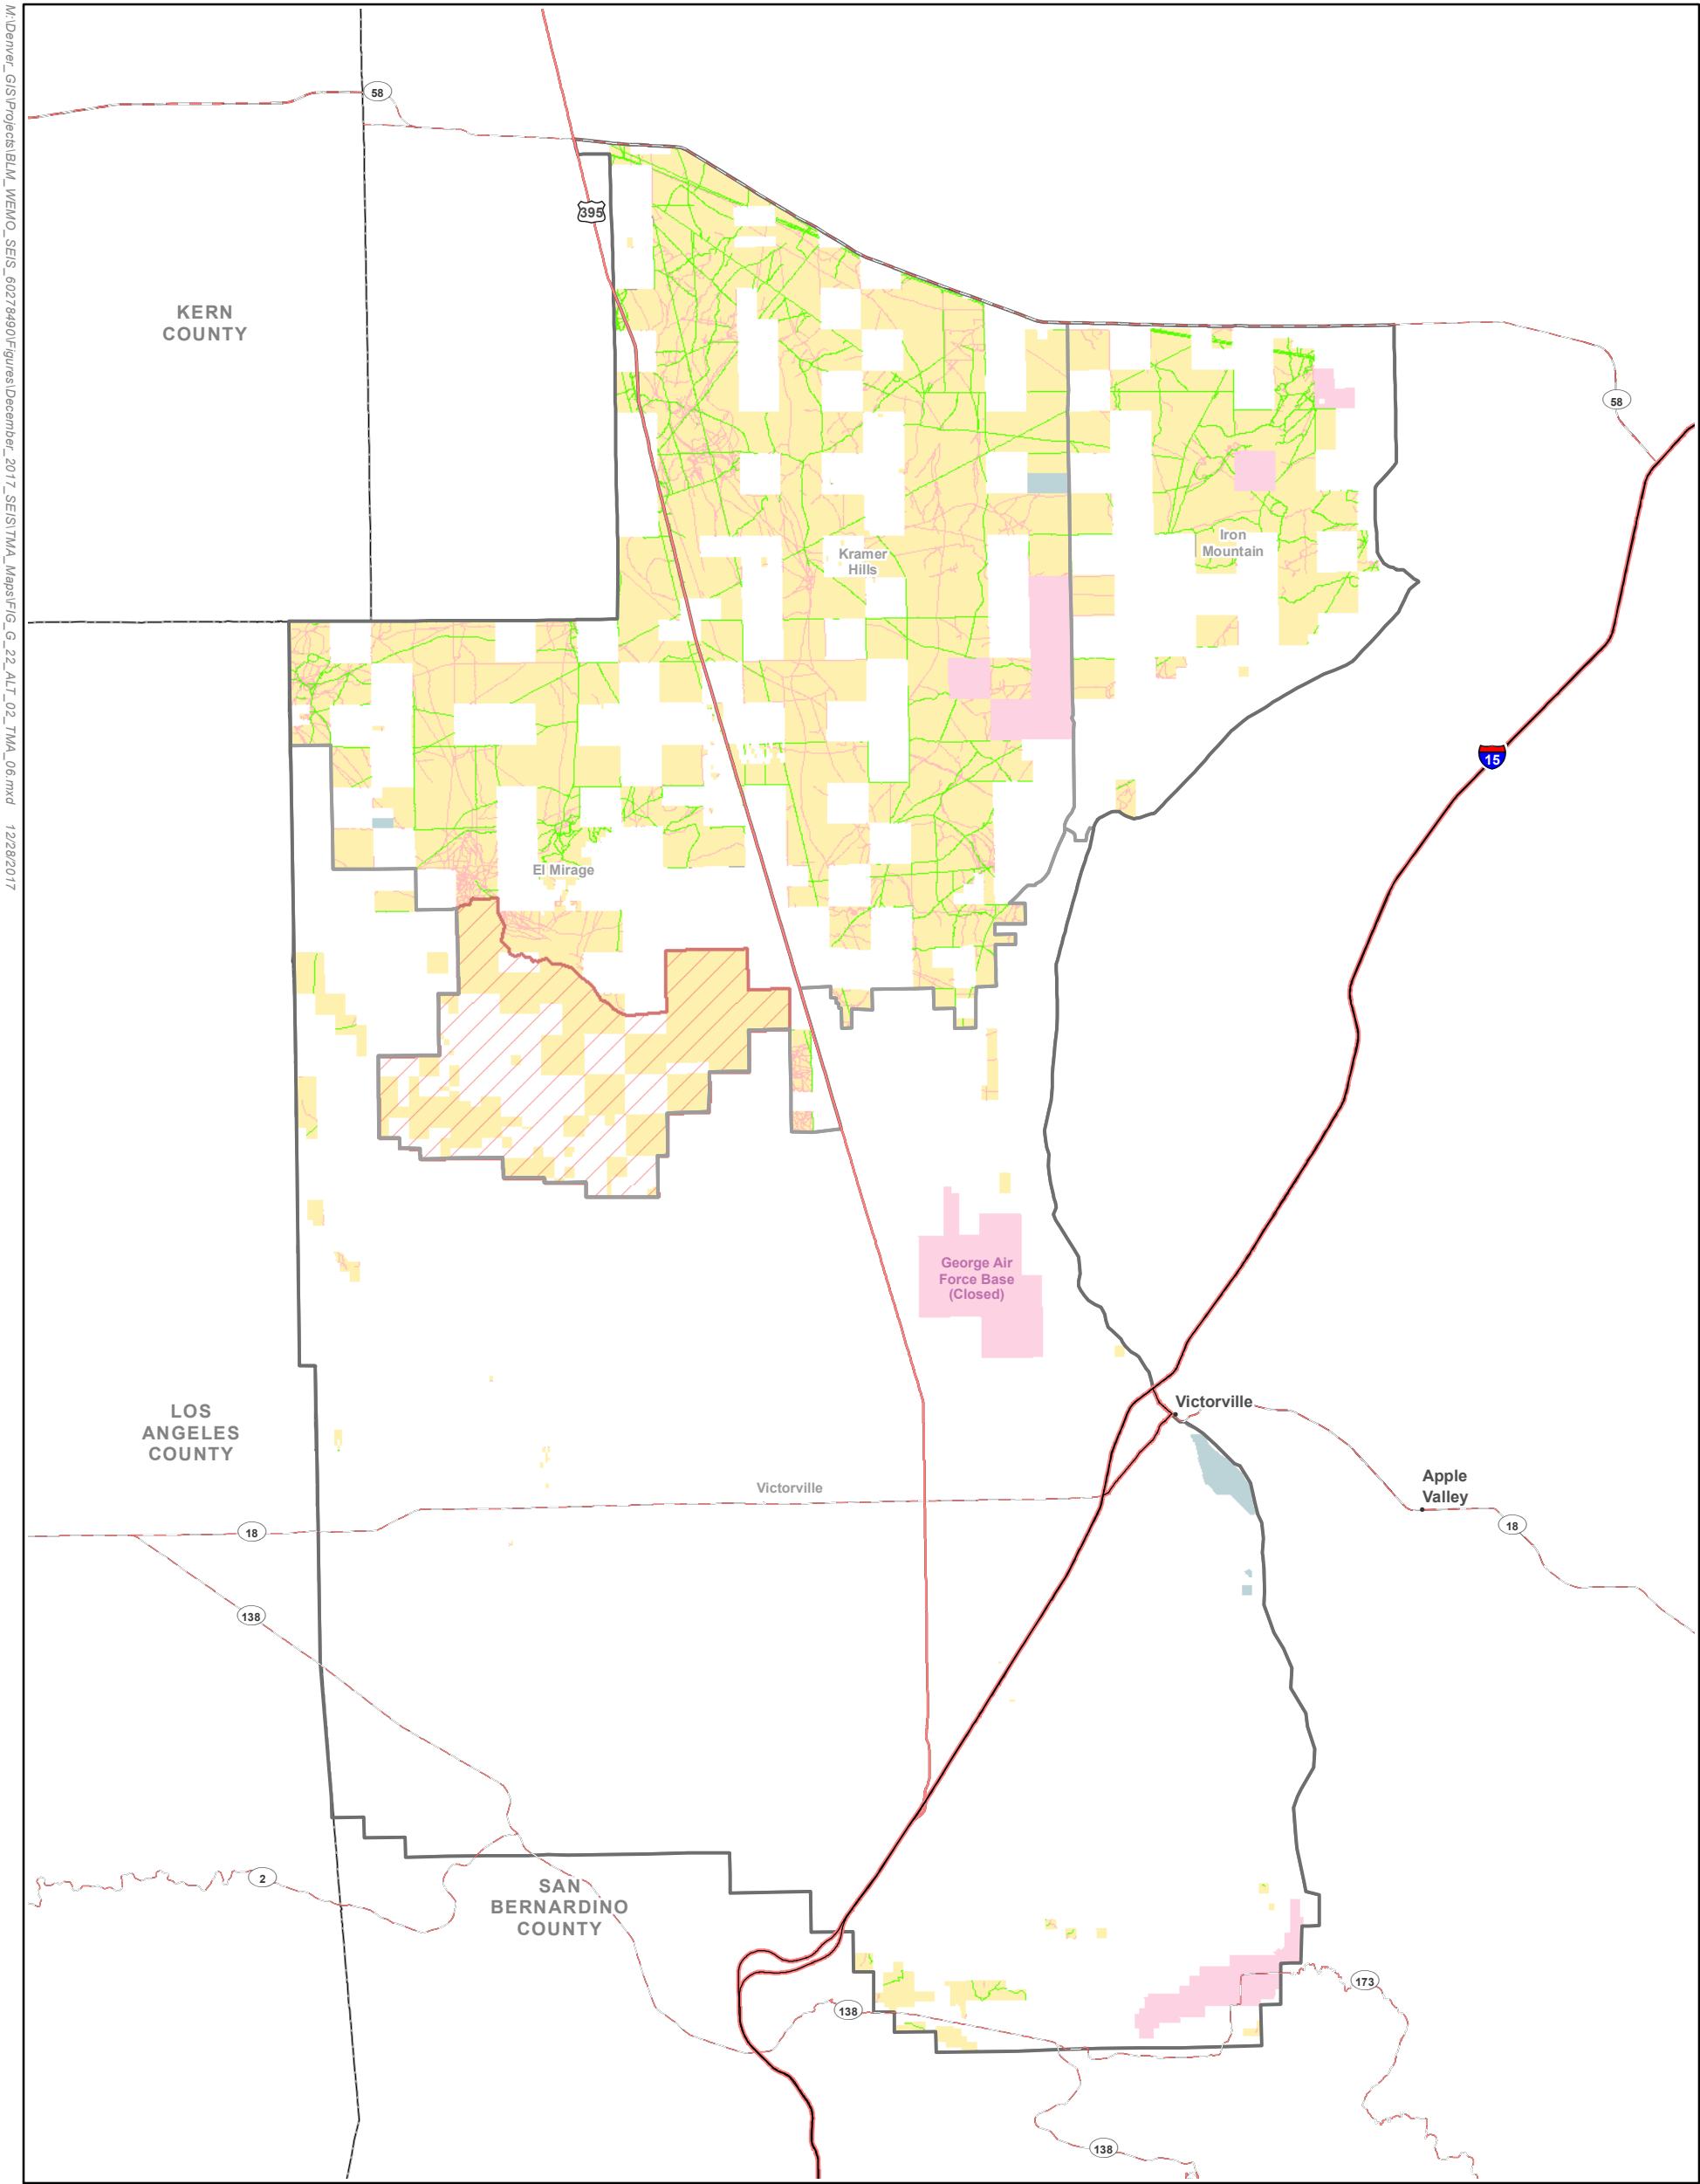 M:\Denver_GIS\Projects\BLM_WEMO_SEIS_60278490\Figures\December_2017_SEIS\TMA_Maps\FIG_G_22_ALT_02_TMA_06.mxd 12/28/2017
58
395
KERN
COUNTY
58
Iron
Mountain
Kramer
Hills
15
El Mirage
George Air
Force Base
(Closed)
Victorville
LOS
ANGELES
COUNTY
Apple
Valley
Victorville
18
18
138
2
SAN
BERNARDINO
COUNTY
173
138
138